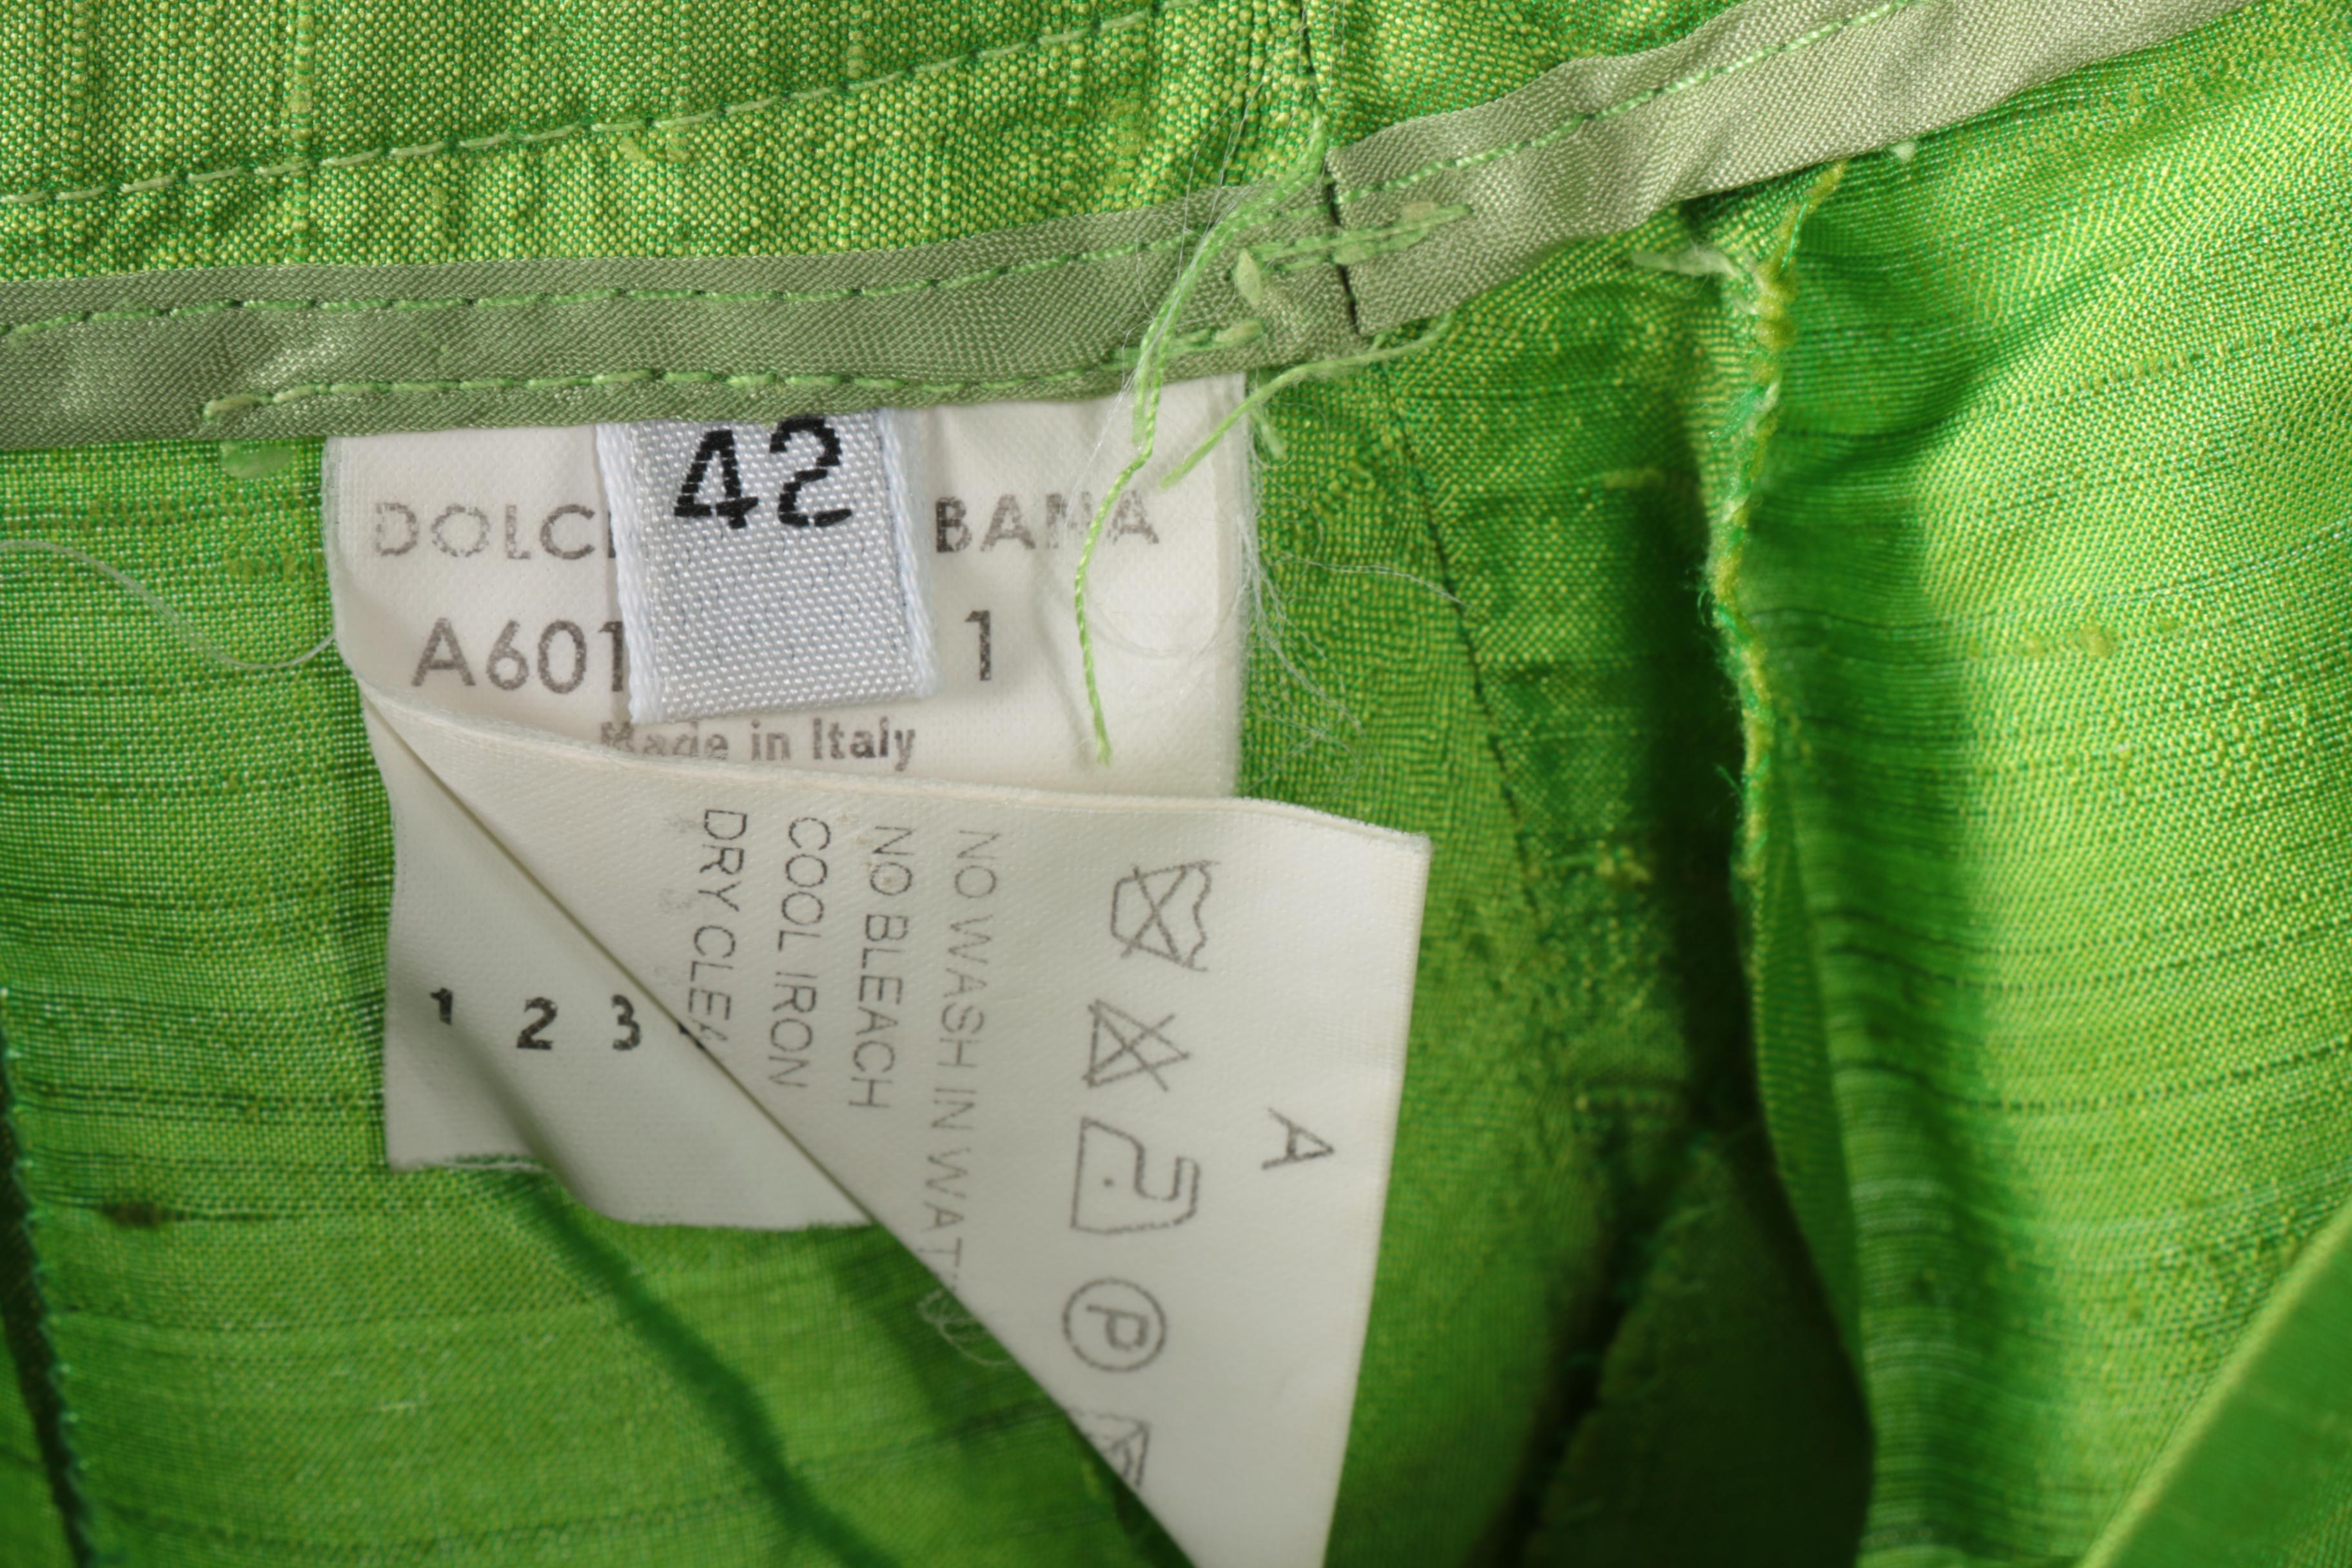 42
DOLC BANA
A601 1
Made in Italy
1 2 3
NO WASH IN WAT
NO BLEACH
COOL IRON
DRY CLEA
A
P